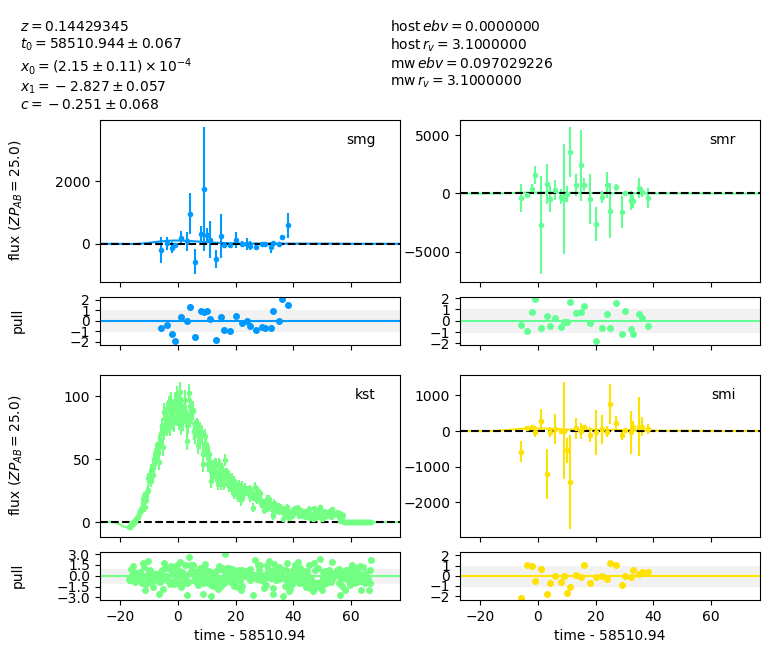 z = 0.14429345
t₀ = 58510.944 ± 0.067
x₀ = (2.15 ± 0.11) × 10⁻⁴
x₁ = −2.827 ± 0.057
c = −0.251 ± 0.068
host ebv = 0.0000000
host r_v = 3.1000000
mw ebv = 0.097029226
mw r_v = 3.1000000
flux (ZP_AB = 25.0)
2000
0
smg
5000
0
−5000
smr
pull
2
1
0
−1
−2
2
1
0
−1
−2
flux (ZP_AB = 25.0)
100
50
0
kst
1000
0
−1000
−2000
smi
pull
3.0
1.5
0.0
−1.5
−3.0
2
1
0
−1
−2
−20 0 20 40 60
time - 58510.94
−20 0 20 40 60
time - 58510.94